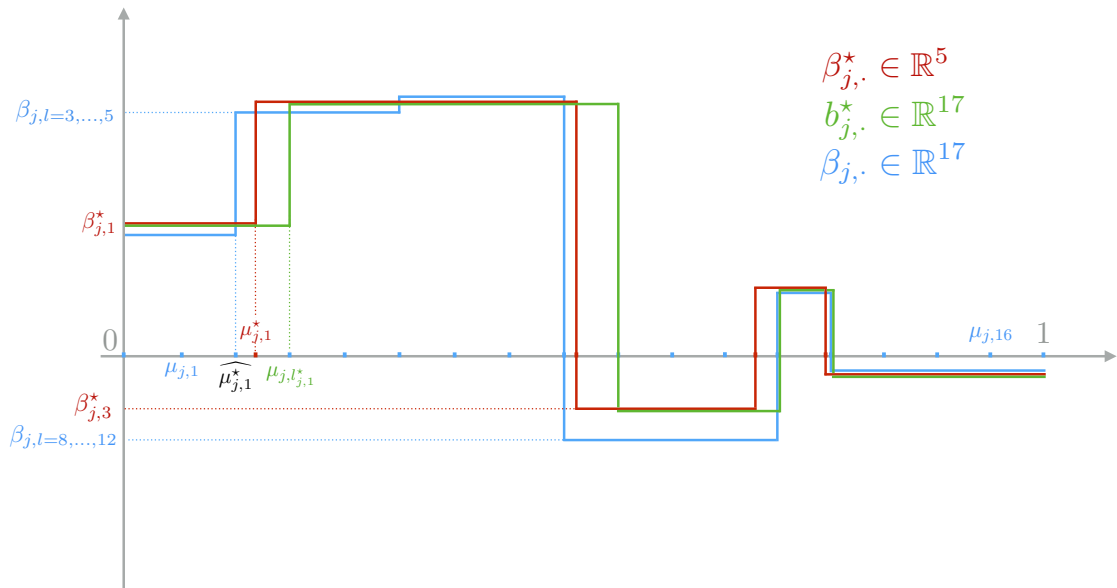 β⋆j,· ∈ ℝ5
b⋆j,· ∈ ℝ17
βj,· ∈ ℝ17
βj,l=3,...,5
β⋆j,1
μ⋆j,1
0
μj,16
1
μj,1
μ⋆j,1
μj,l⋆j,1
β⋆j,3
βj,l=8,...,12